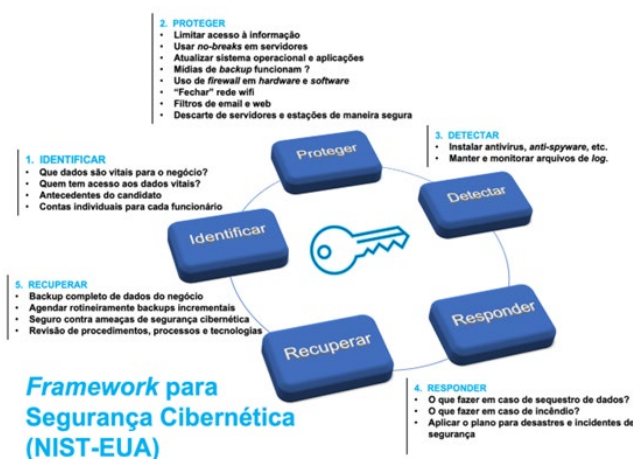 2. PROTEGER
• Limitar acesso à informação
• Usar no-breaks em servidores
• Atualizar sistema operacional e aplicações
• Mídias de backup funcionam ?
• Uso de firewall em hardware e software
• “Fechar” rede wifi
• Filtros de email e web
• Descarte de servidores e estações de maneira segura
3. DETECTAR
• Instalar antivirus, anti-spyware, etc.
• Manter e monitorar arquivos de log.
1. IDENTIFICAR
• Que dados são vitais para o negócio?
• Quem tem acesso aos dados vitais?
• Antecedentes do candidato
• Contas individuais para cada funcionário
Proteger
Detectar
Identificar
Responder
Recuperar
5. RECUPERAR
• Backup completo de dados do negócio
• Agendar rotineiramente backups incrementais
• Seguro contra ameaças de segurança cibernética
• Revisão de procedimentos, processos e tecnologias
4. RESPONDER
• O que fazer em caso de sequestro de dados?
• O que fazer em caso de incêndio?
• Aplicar o plano para desastres e incidentes de
segurança
Framework para
Segurança Cibernética
(NIST-EUA)